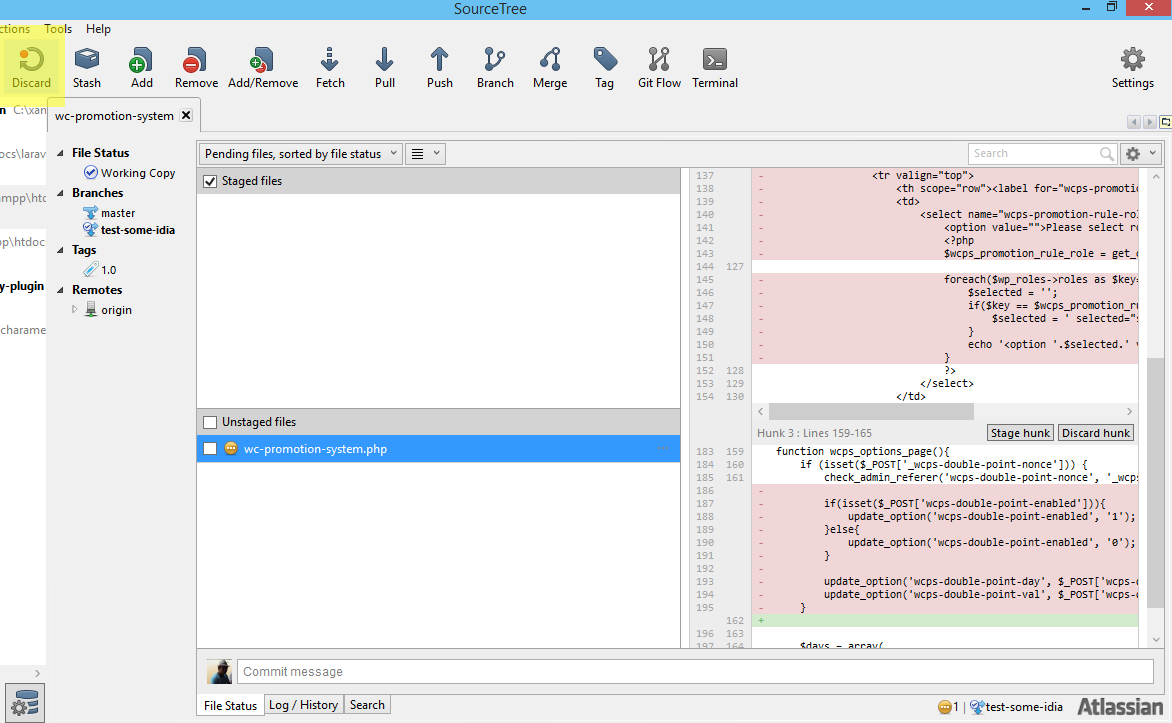 SourceTree
ctions Tools Help
Discard Stash Add Remove Add/Remove Fetch Pull Push Branch Merge Tag Git Flow Terminal Settings
n C:\xan
wc-promotion-system
ocs\larav
File Status
Working Copy
Branches
ampp\htdc
master
test-some-idia
pp\htdoc
Tags
1.0
y-plugin
Remotes
origin
charame
Pending files, sorted by file status
Search
Staged files
Unstaged files
wc-promotion-system.php
137 - <tr valign="top">
138 - <th scope="row"><label for="wcps-promotio
139 - <td>
140 - <select name="wcps-promotion-rule-rol
141 - <option value="">Please select ro
142 - <?php
143 - $wcps_promotion_rule_role = get_o
144 127
145 - foreach($wp_roles->roles as $key=
146 - $selected = '';
147 - if($key == $wcps_promotion_ru
148 - $selected = ' selected="s
149 - }
150 - echo '<option '.$selected.' v
151 - }
152 128 ?>
153 129 </select>
154 130 </td>
Hunk 3 : Lines 159-165 Stage hunk Discard hunk
183 159 function wcps_options_page(){
184 160 if (isset($_POST['_wcps-double-point-nonce'])) {
185 161 check_admin_referer('wcps-double-point-nonce', '_wcps
186 -
187 - if(isset($_POST['wcps-double-point-enabled'])){
188 - update_option('wcps-double-point-enabled', '1');
189 - }else{
190 - update_option('wcps-double-point-enabled', '0');
191 - }
192 -
193 - update_option('wcps-double-point-day', $_POST['wcps-d
194 - update_option('wcps-double-point-val', $_POST['wcps-d
195 - }
162 +
196 163
197 164 $days = array(
Commit message
File Status Log / History Search
1 | test-some-idia Atlassian